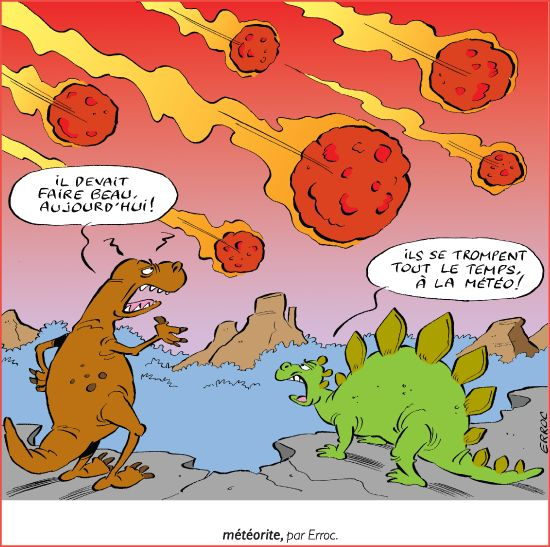 IL DEVAIT
FAIRE BEAU,
AUJOURD'HUI !
ILS SE TROMPENT
TOUT LE TEMPS,
À LA MÉTÉO !
ERROC
météorite, par Erroc.